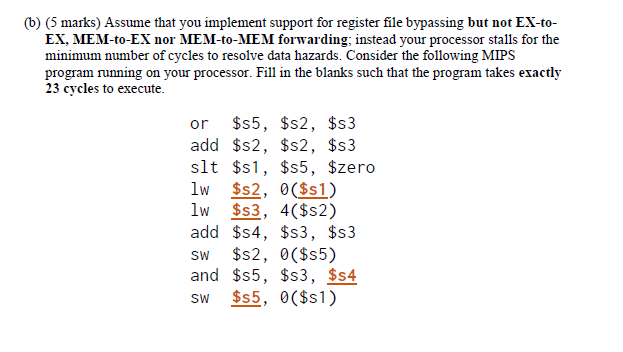 (b) (5 marks) Assume that you implement support for register file bypassing but not EX-to-
EX, MEM-to-EX nor MEM-to-MEM forwarding; instead your processor stalls for the
minimum number of cycles to resolve data hazards. Consider the following MIPS
program running on your processor. Fill in the blanks such that the program takes exactly
23 cycles to execute.
or $s5, $s2, $s3
add $s2, $s2, $s3
slt $s1, $s5, $zero
lw $s2, 0($s1)
lw $s3, 4($s2)
add $s4, $s3, $s3
sw $s2, 0($s5)
and $s5, $s3, $s4
sw $s5, 0($s1)